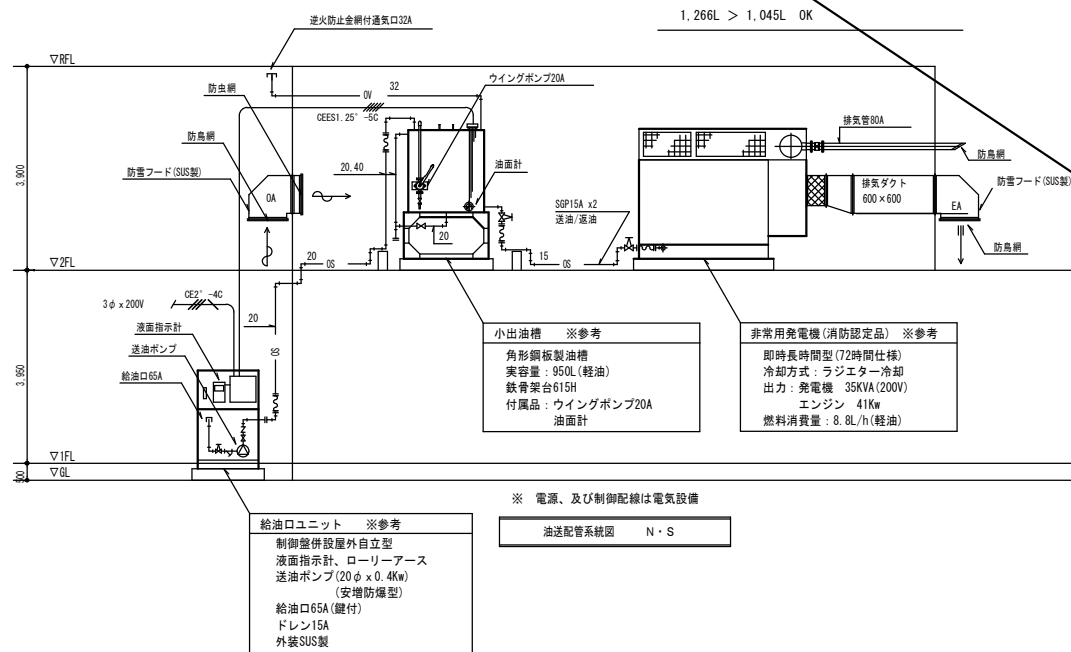 1,266L > 1,045L OK
逆火防止金網付通気口32A
▽RFL
防虫網
OV
32
CEES1.25°-5C
ウイングポンプ20A
排気管80A
防鳥網
防鳥網
20.40
油面計
防雪フード(SUS製)
OA
排気ダクト
600×600
防雪フード(SUS製)
EA
3,900
SGP15A x2
送油/返油
20
防鳥網
20
OS
15
OS
▽2FL
3φx200V
CE2°-4C
20
液面指示計
送油ポンプ
OS
給油口65A
3,950
小出油槽 ※参考
角形鋼板製油槽
実容量：950L(軽油)
鉄骨架台615H
付属品：ウイングポンプ20A
油面計
非常用発電機(消防認定品) ※参考
即時長時間型(72時間仕様)
冷却方式：ラジエター冷却
出力：発電機 35KVA(200V)
エンジン 41Kw
燃料消費量：8.8L/h(軽油)
▽1FL
500
▽GL
※ 電源、及び制御配線は電気設備
油送配管系統図 N・S
給油口ユニット ※参考
制御盤併設屋外自立型
液面指示計、ローリーアース
送油ポンプ(20φx0.4Kw)
(安増防爆型)
給油口65A(鍵付)
ドレン15A
外装SUS製